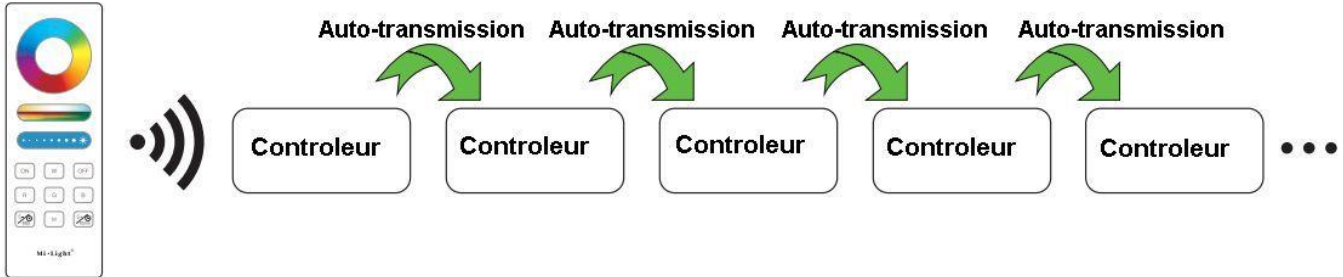 Auto-transmission Auto-transmission Auto-transmission Auto-transmission
Controleur Controleur Controleur Controleur Controleur
ON W OFF
M
Mi•Light®